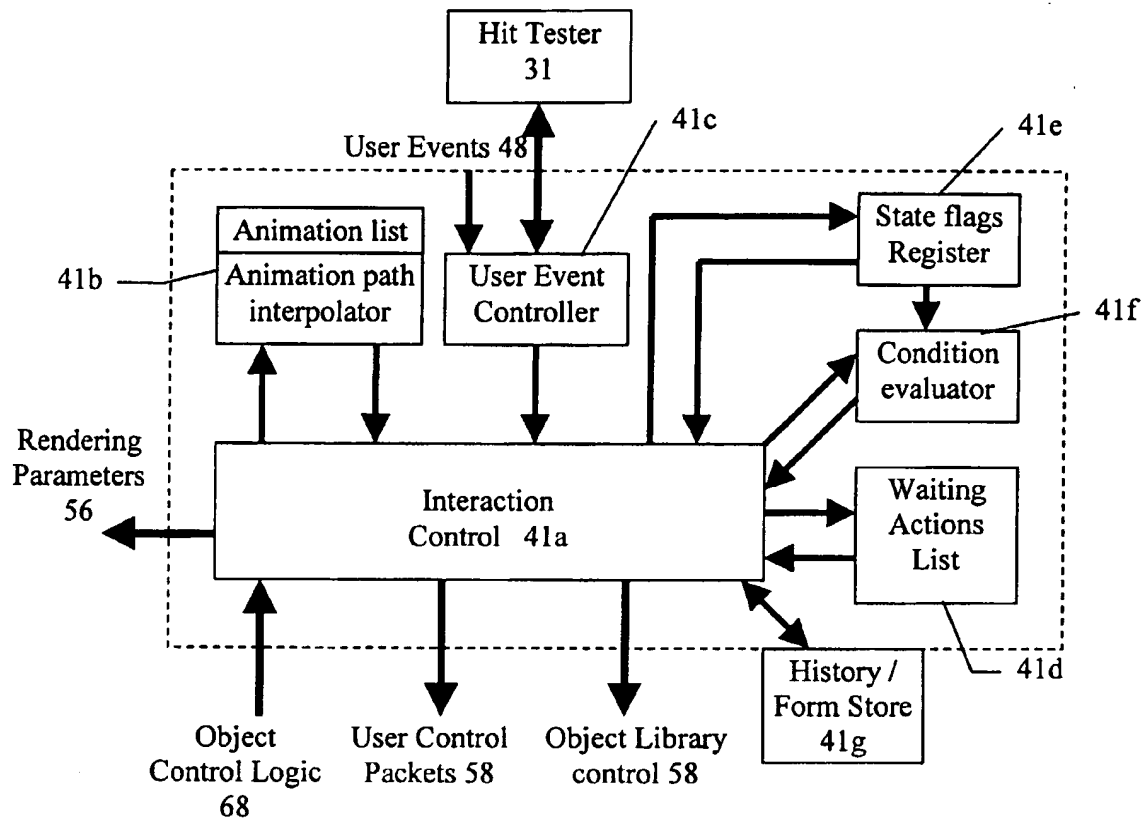 Hit Tester
31
41c
41e
User Events 48
State flags
Register
Animation list
41b
Animation path
interpolator
User Event
Controller
41f
Condition
evaluator
Rendering
Parameters
56
Interaction
Control 41a
Waiting
Actions
List
41d
History /
Form Store
41g
Object
Control Logic
68
User Control
Packets 58
Object Library
control 58